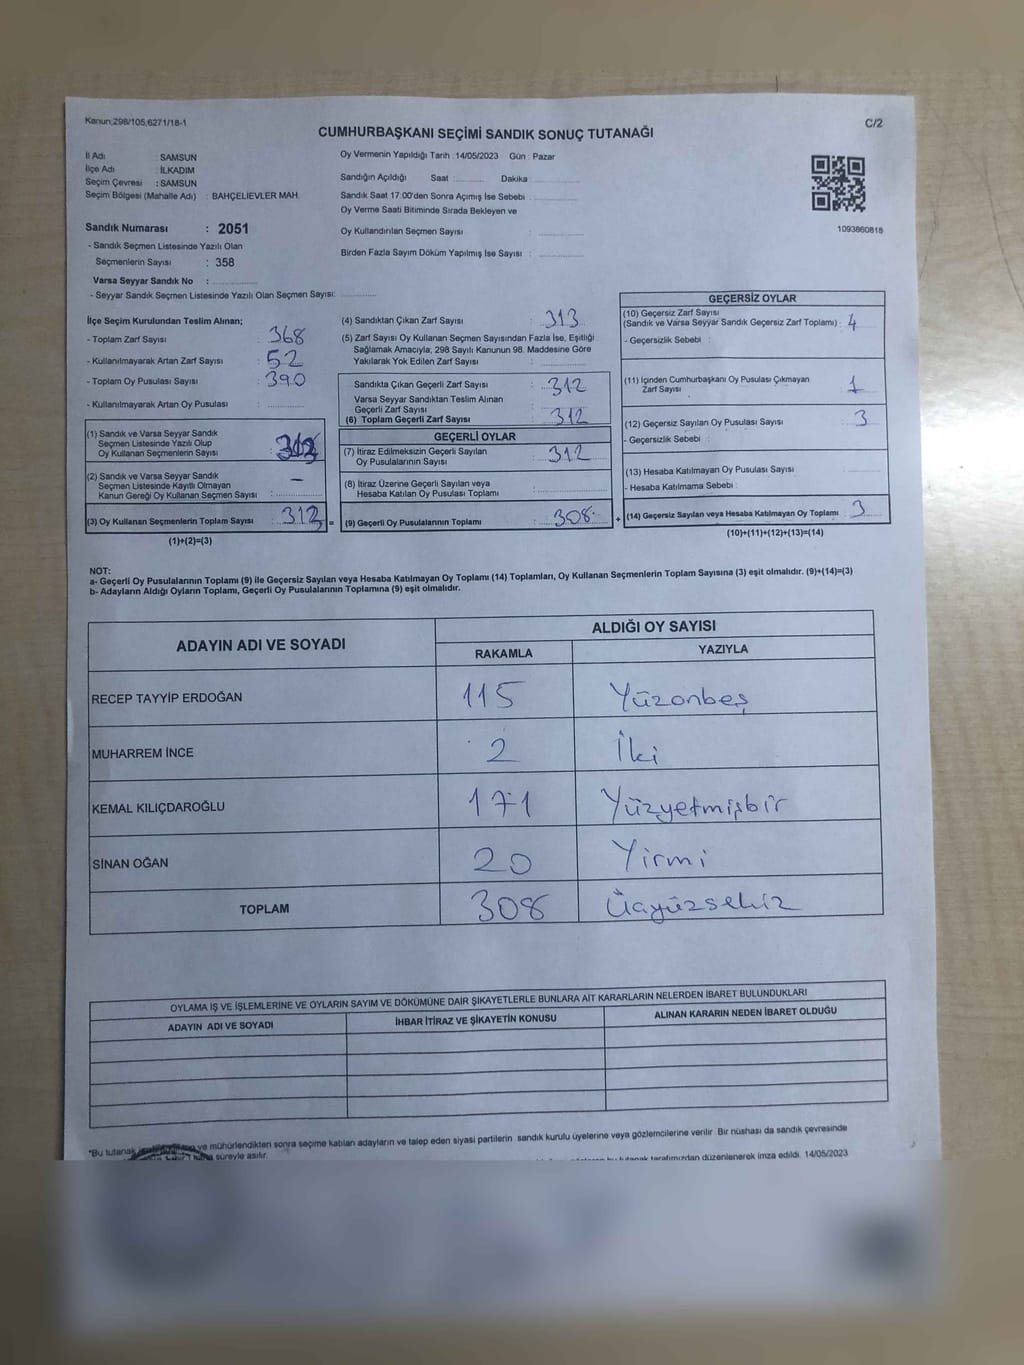 Kanun;298/105,6271/18-1
C/2
CUMHURBAŞKANI SEÇİMİ SANDIK SONUÇ TUTANAĞI
İl Adı : SAMSUN
İlçe Adı : İLKADIM
Seçim Çevresi : SAMSUN
Seçim Bölgesi (Mahalle Adı) : BAHÇELİEVLER MAH.
Sandık Numarası : 2051
- Sandık Seçmen Listesinde Yazılı Olan
Seçmenlerin Sayısı : 358
Varsa Seyyar Sandık No :
- Seyyar Sandık Seçmen Listesinde Yazılı Olan Seçmen Sayısı:
Oy Vermenin Yapıldığı Tarih :14/05/2023 Gün : Pazar
Sandığın Açıldığı Saat Dakika
Sandık Saat 17:00'den Sonra Açımış İse Sebebi :
Oy Verme Saati Bitiminde Sırada Bekleyen ve
Oy Kullandırılan Seçmen Sayısı :
Birden Fazla Sayım Döküm Yapılmış İse Sayısı :
1093860818
İlçe Seçim Kurulundan Teslim Alınan;
- Toplam Zarf Sayısı : 368
- Kullanılmayarak Artan Zarf Sayısı : 52
- Toplam Oy Pusulası Sayısı : 390
- Kullanılmayarak Artan Oy Pusulası :
(1) Sandık ve Varsa Seyyar Sandık
Seçmen Listesinde Yazılı Olup
Oy Kullanan Seçmenlerin Sayısı :
(2) Sandık ve Varsa Seyyar Sandık
Seçmen Listesinde Kayıtlı Olmayan
Kanun Gereği Oy Kullanan Seçmen Sayısı : –
(3) Oy Kullanan Seçmenlerin Toplam Sayısı : 312 =
(1)+(2)=(3)
(4) Sandıktan Çıkan Zarf Sayısı : 313
(5) Zarf Sayısı Oy Kullanan Seçmen Sayısından Fazla İse, Eşitliği
Sağlamak Amacıyla, 298 Sayılı Kanunun 98. Maddesine Göre
Yakılarak Yok Edilen Zarf Sayısı :
Sandıkta Çıkan Geçerli Zarf Sayısı : 312
Varsa Seyyar Sandıktan Teslim Alınan
Geçerli Zarf Sayısı :
(6) Toplam Geçerli Zarf Sayısı : 312
GEÇERLİ OYLAR
(7) İtiraz Edilmeksizin Geçerli Sayılan
Oy Pusulalarının Sayısı : 312
(8) İtiraz Üzerine Geçerli Sayılan veya
Hesaba Katılan Oy Pusulası Toplamı :
(9) Geçerli Oy Pusulalarının Toplamı : 308 +
GEÇERSİZ OYLAR
(10) Geçersiz Zarf Sayısı
(Sandık ve Varsa Seyyar Sandık Geçersiz Zarf Toplamı) : 4
- Geçersizlik Sebebi :
(11) İçinden Cumhurbaşkanı Oy Pusulası Çıkmayan
Zarf Sayısı : 1
(12) Geçersiz Sayılan Oy Pusulası Sayısı : 3
- Geçersizlik Sebebi :
(13) Hesaba Katılmayan Oy Pusulası Sayısı :
- Hesaba Katılmama Sebebi :
(14) Geçersiz Sayılan veya Hesaba Katılmayan Oy Toplamı : 3
(10)+(11)+(12)+(13)=(14)
NOT:
a- Geçerli Oy Pusulalarının Toplamı (9) ile Geçersiz Sayılan veya Hesaba Katılmayan Oy Toplamı (14) Toplamları, Oy Kullanan Seçmenlerin Toplam Sayısına (3) eşit olmalıdır. (9)+(14)=(3)
b- Adayların Aldığı Oyların Toplamı, Geçerli Oy Pusulalarının Toplamına (9) eşit olmalıdır.
ADAYIN ADI VE SOYADI ALDIĞI OY SAYISI
RAKAMLA YAZIYLA
RECEP TAYYİP ERDOĞAN 115 Yüzonbeş
MUHARREM İNCE 2 İki
KEMAL KILIÇDAROĞLU 171 Yüzyetmişbir
SİNAN OĞAN 20 Yirmi
TOPLAM 308 Üçyüzsekiz
OYLAMA İŞ VE İŞLEMLERİNE VE OYLARIN SAYIM VE DÖKÜMÜNE DAİR ŞİKAYETLERLE BUNLARA AİT KARARLARIN NELERDEN İBARET BULUNDUKLARI
ADAYIN ADI VE SOYADI İHBAR İTİRAZ VE ŞİKAYETİN KONUSU ALINAN KARARIN NEDEN İBARET OLDUĞU
*Bu tutanak ve mühürlendikten sonra seçime katılan adayların ve talep eden siyasi partilerin sandık kurulu üyelerine veya gözlemcilerine verilir. Bir nüshası da sandık çevresinde
süreyle asılır. bu tutanak tarafımızdan düzenlenerek imza edildi. 14/05/2023